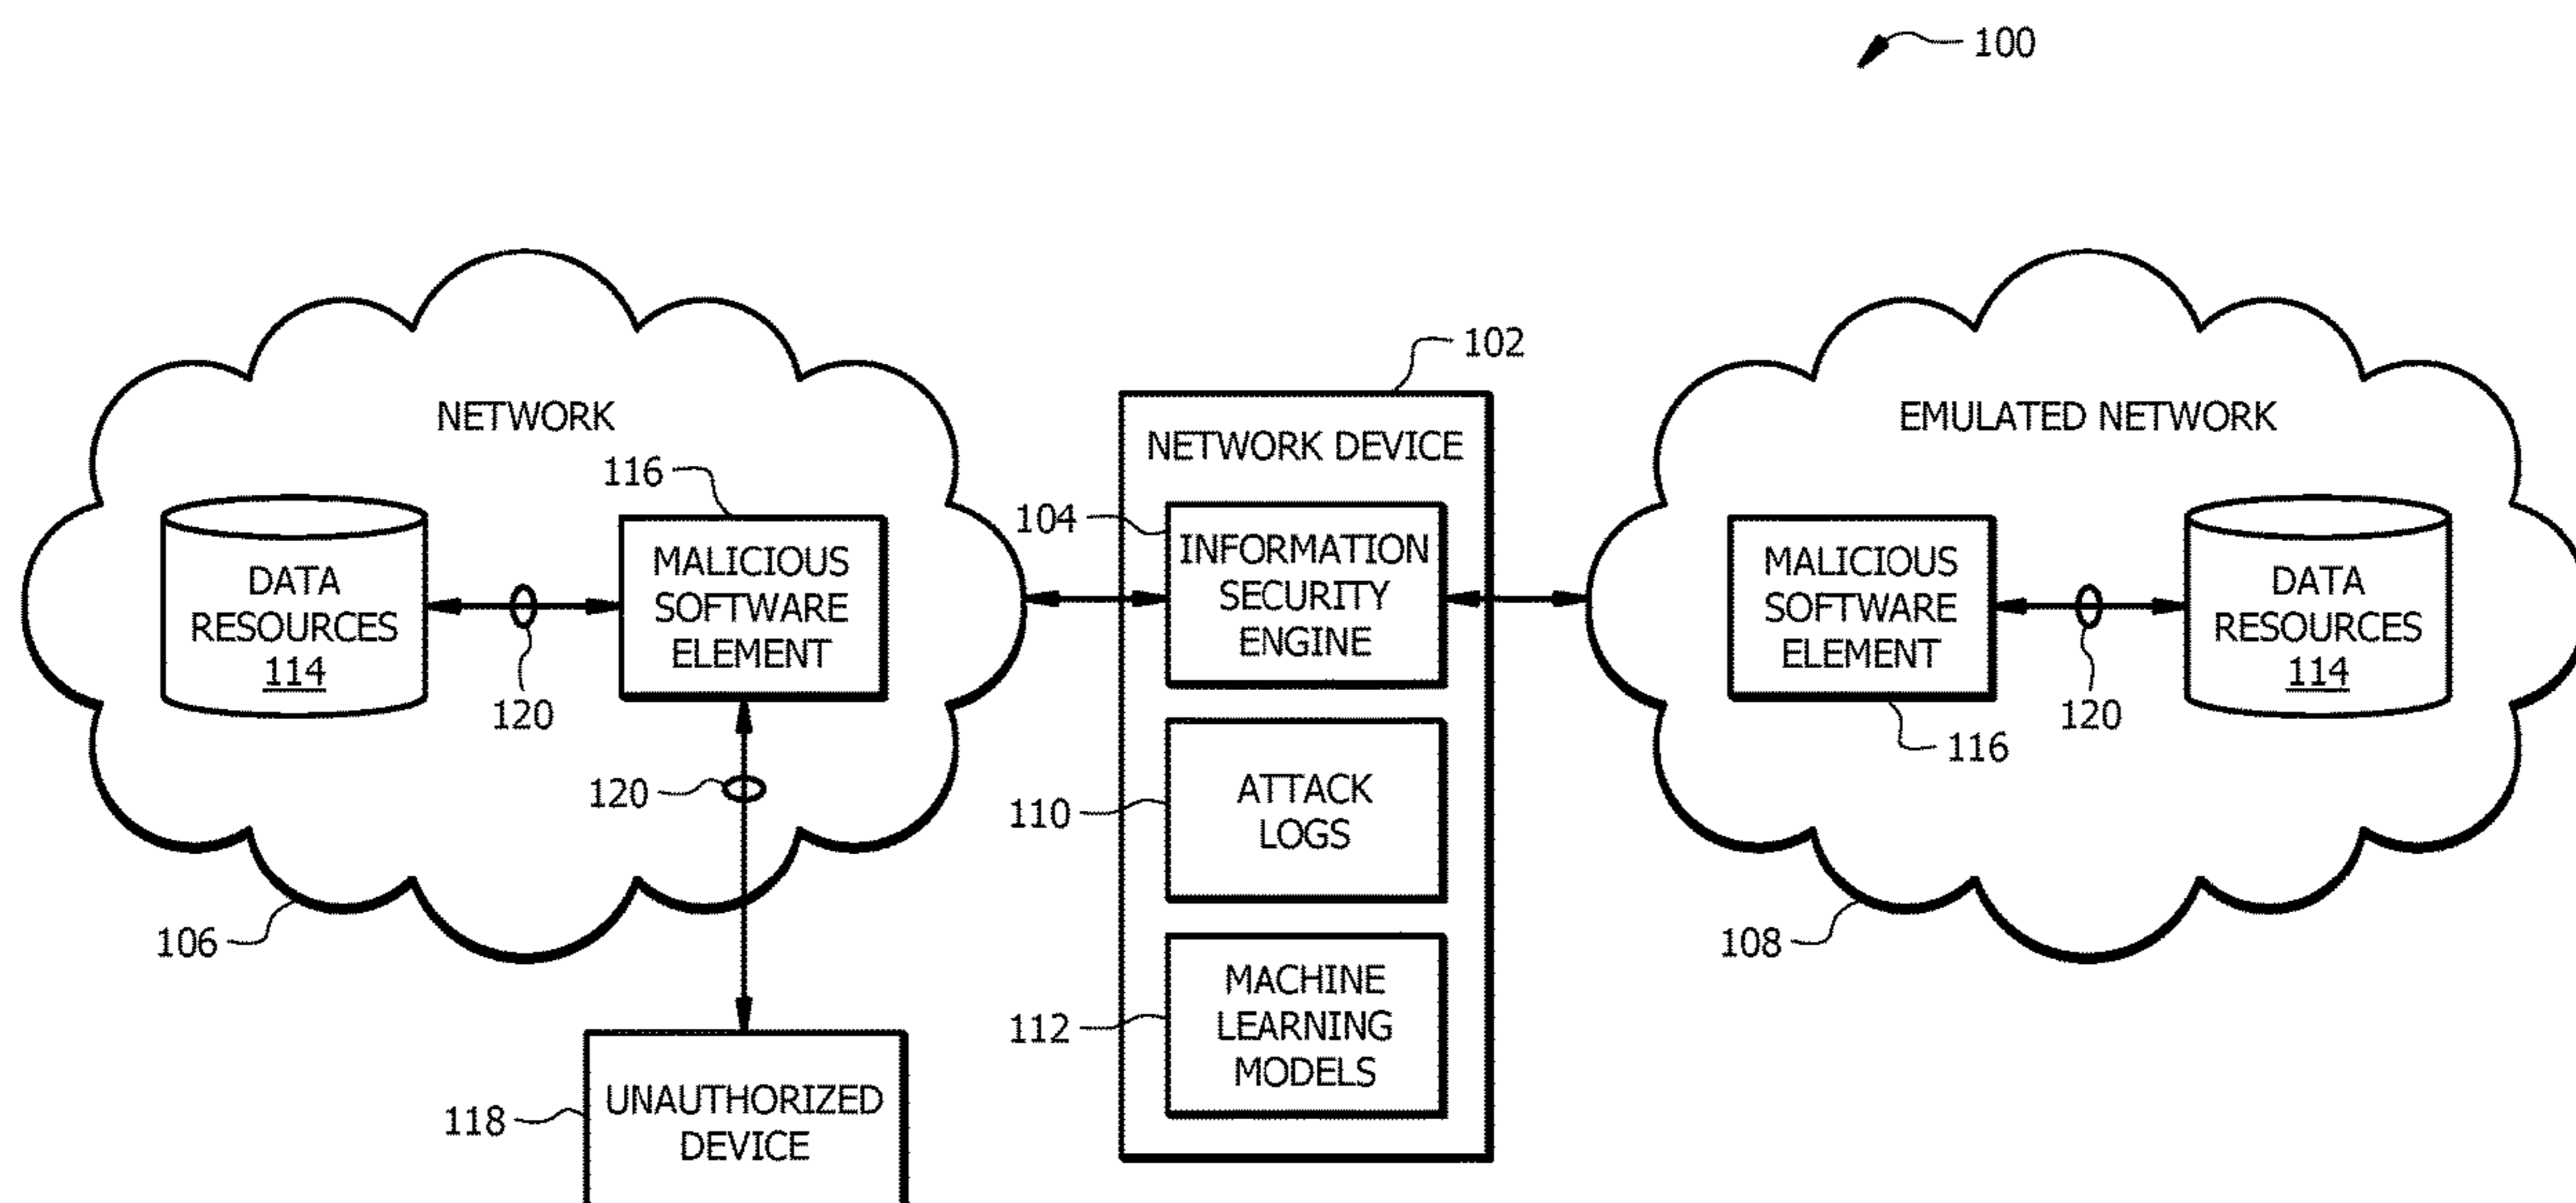 100
NETWORK
116
DATA
RESOURCES
114
120
MALICIOUS
SOFTWARE
ELEMENT
120
106
118
UNAUTHORIZED
DEVICE
102
NETWORK DEVICE
104
INFORMATION
SECURITY
ENGINE
110
ATTACK
LOGS
112
MACHINE
LEARNING
MODELS
EMULATED NETWORK
MALICIOUS
SOFTWARE
ELEMENT
116
120
DATA
RESOURCES
114
108